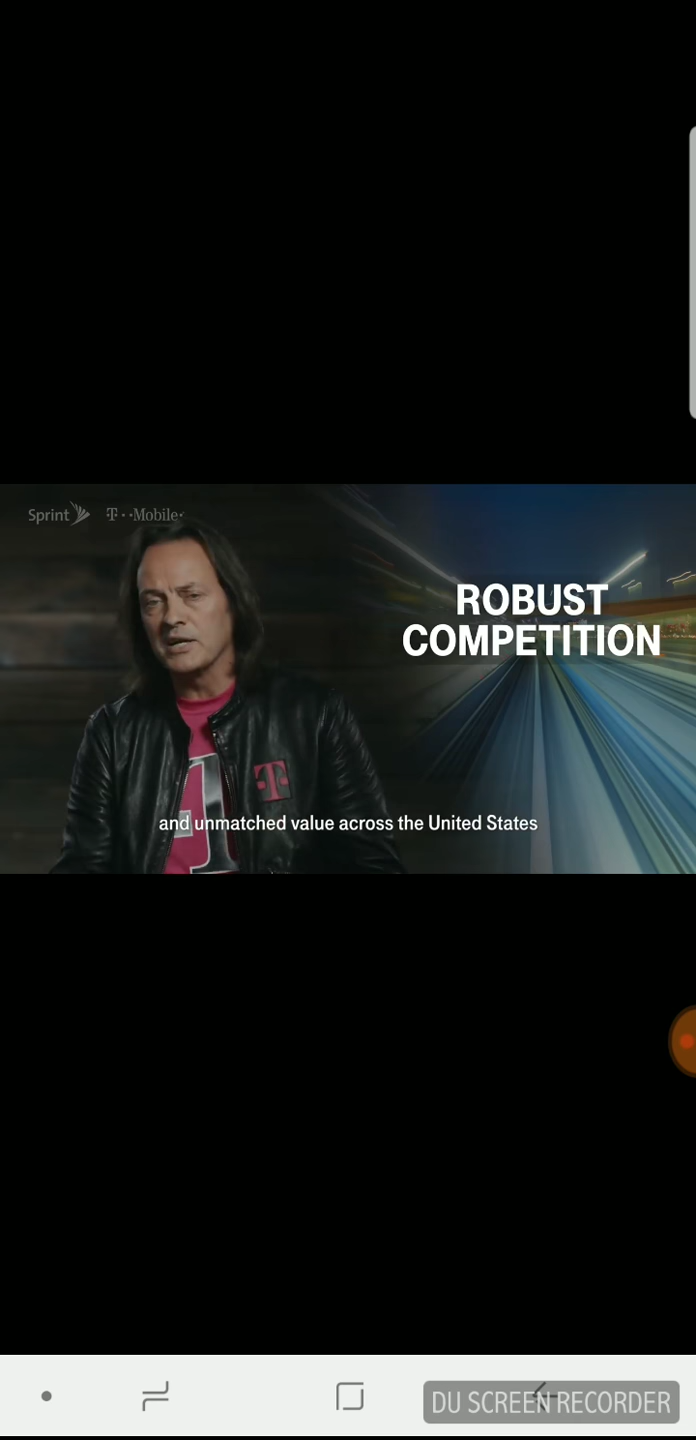 Sprint T··Mobile·
ROBUST
COMPETITION
T
and unmatched value across the United States
DU SCREEN RECORDER